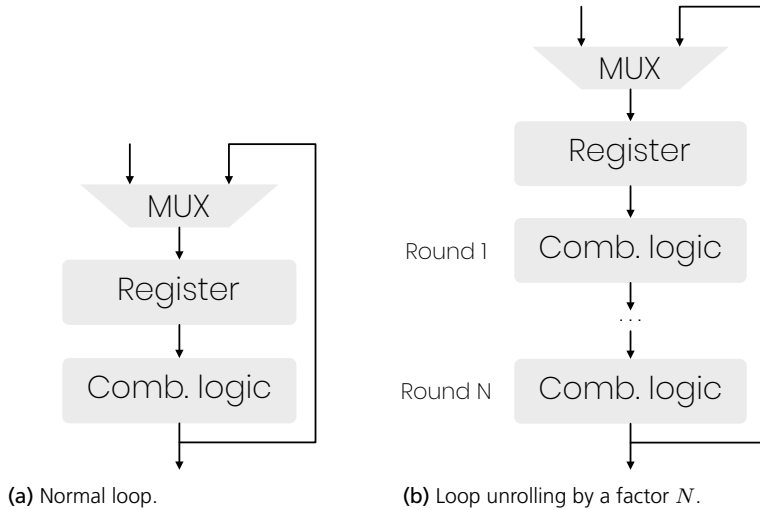 MUX
Register
Comb. logic
(a) Normal loop.
MUX
Register
Round 1
Comb. logic
...
Round N
Comb. logic
(b) Loop unrolling by a factor N.